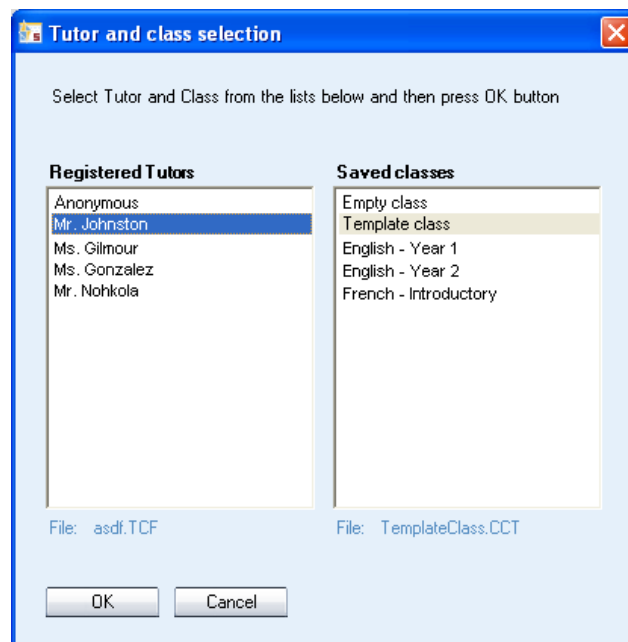 Tutor and class selection
Select Tutor and Class from the lists below and then press OK button
Registered Tutors
Anonymous
Mr. Johnston
Ms. Gilmour
Ms. Gonzalez
Mr. Nohkola
File: asdf.TCF
Saved classes
Empty class
Template class
English - Year 1
English - Year 2
French - Introductory
File: TemplateClass.CCT
OK
Cancel